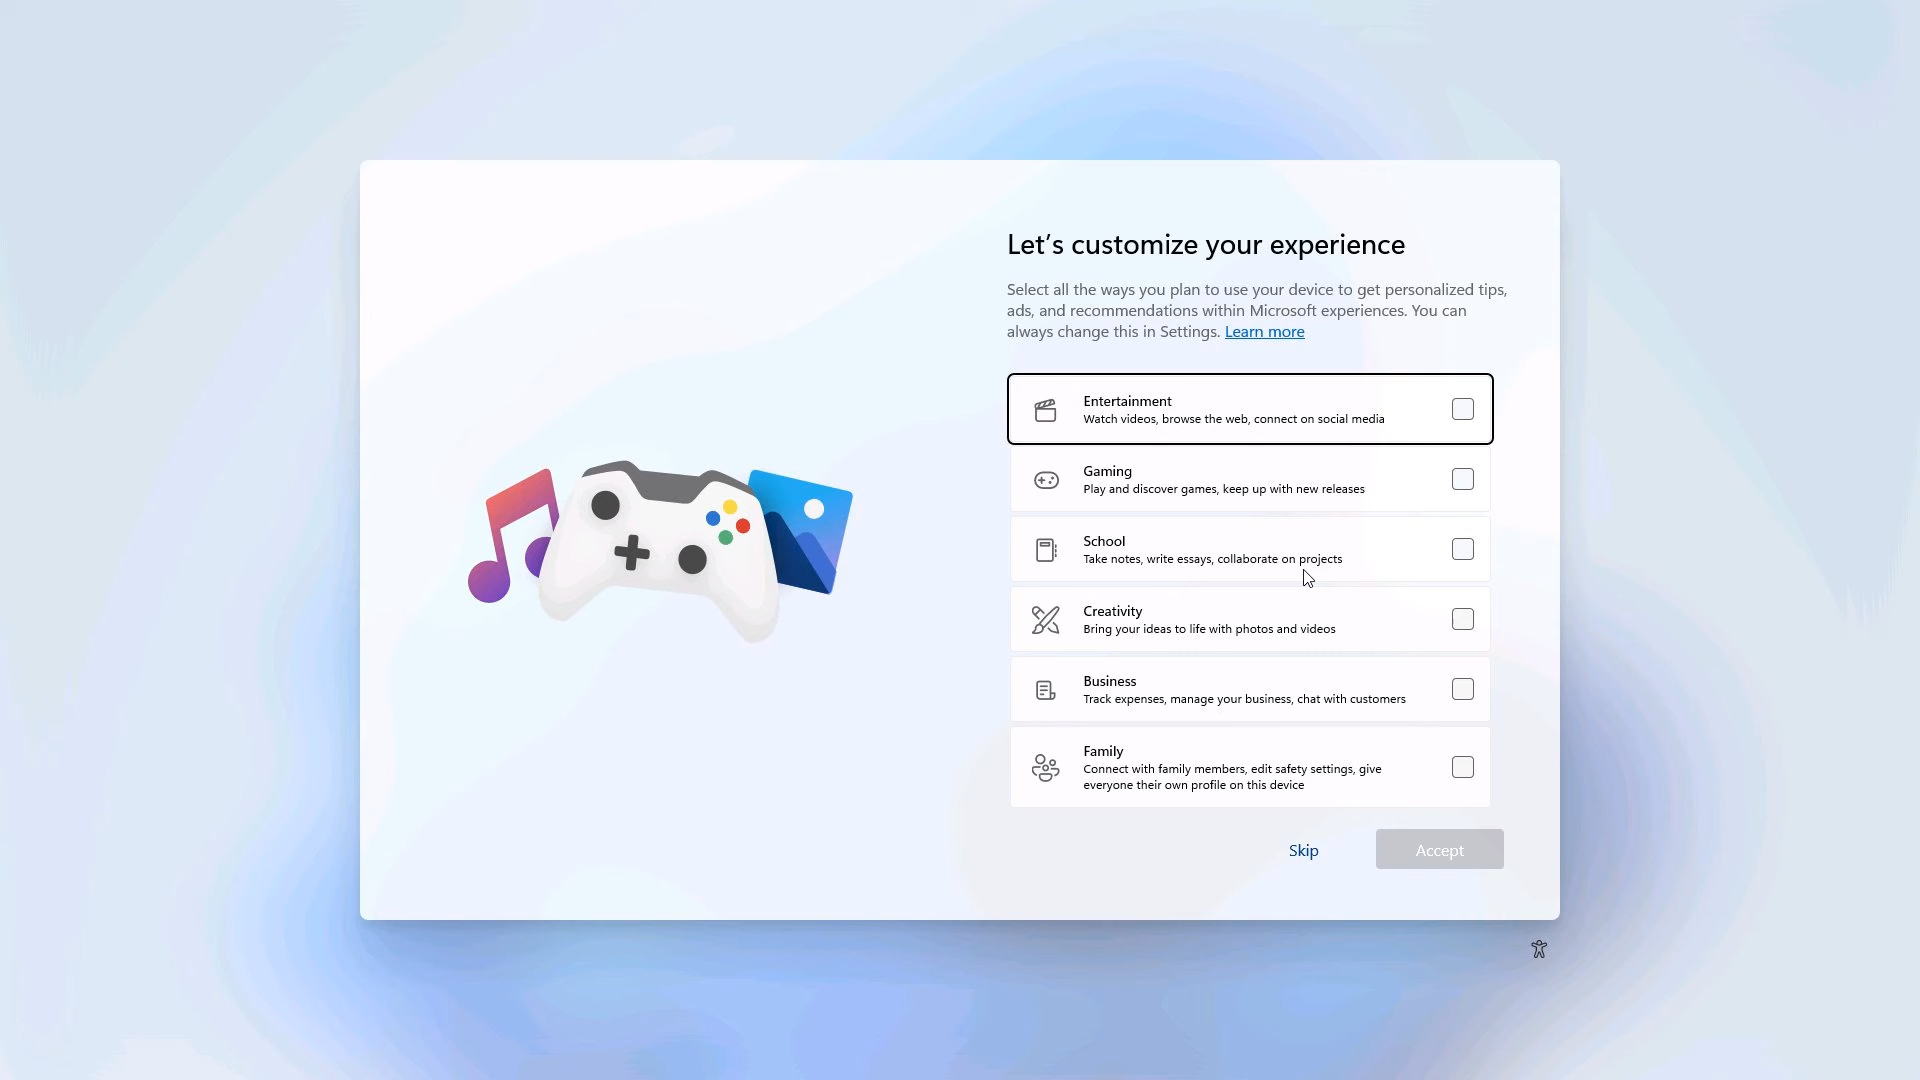 Let's customize your experience
Select all the ways you plan to use your device to get personalized tips,
ads, and recommendations within Microsoft experiences. You can
always change this in Settings. Learn more
Entertainment
Watch videos, browse the web, connect on social media
Gaming
Play and discover games, keep up with new releases
School
Take notes, write essays, collaborate on projects
Creativity
Bring your ideas to life with photos and videos
Business
Track expenses, manage your business, chat with customers
Family
Connect with family members, edit safety settings, give
everyone their own profile on this device
Skip
Accept